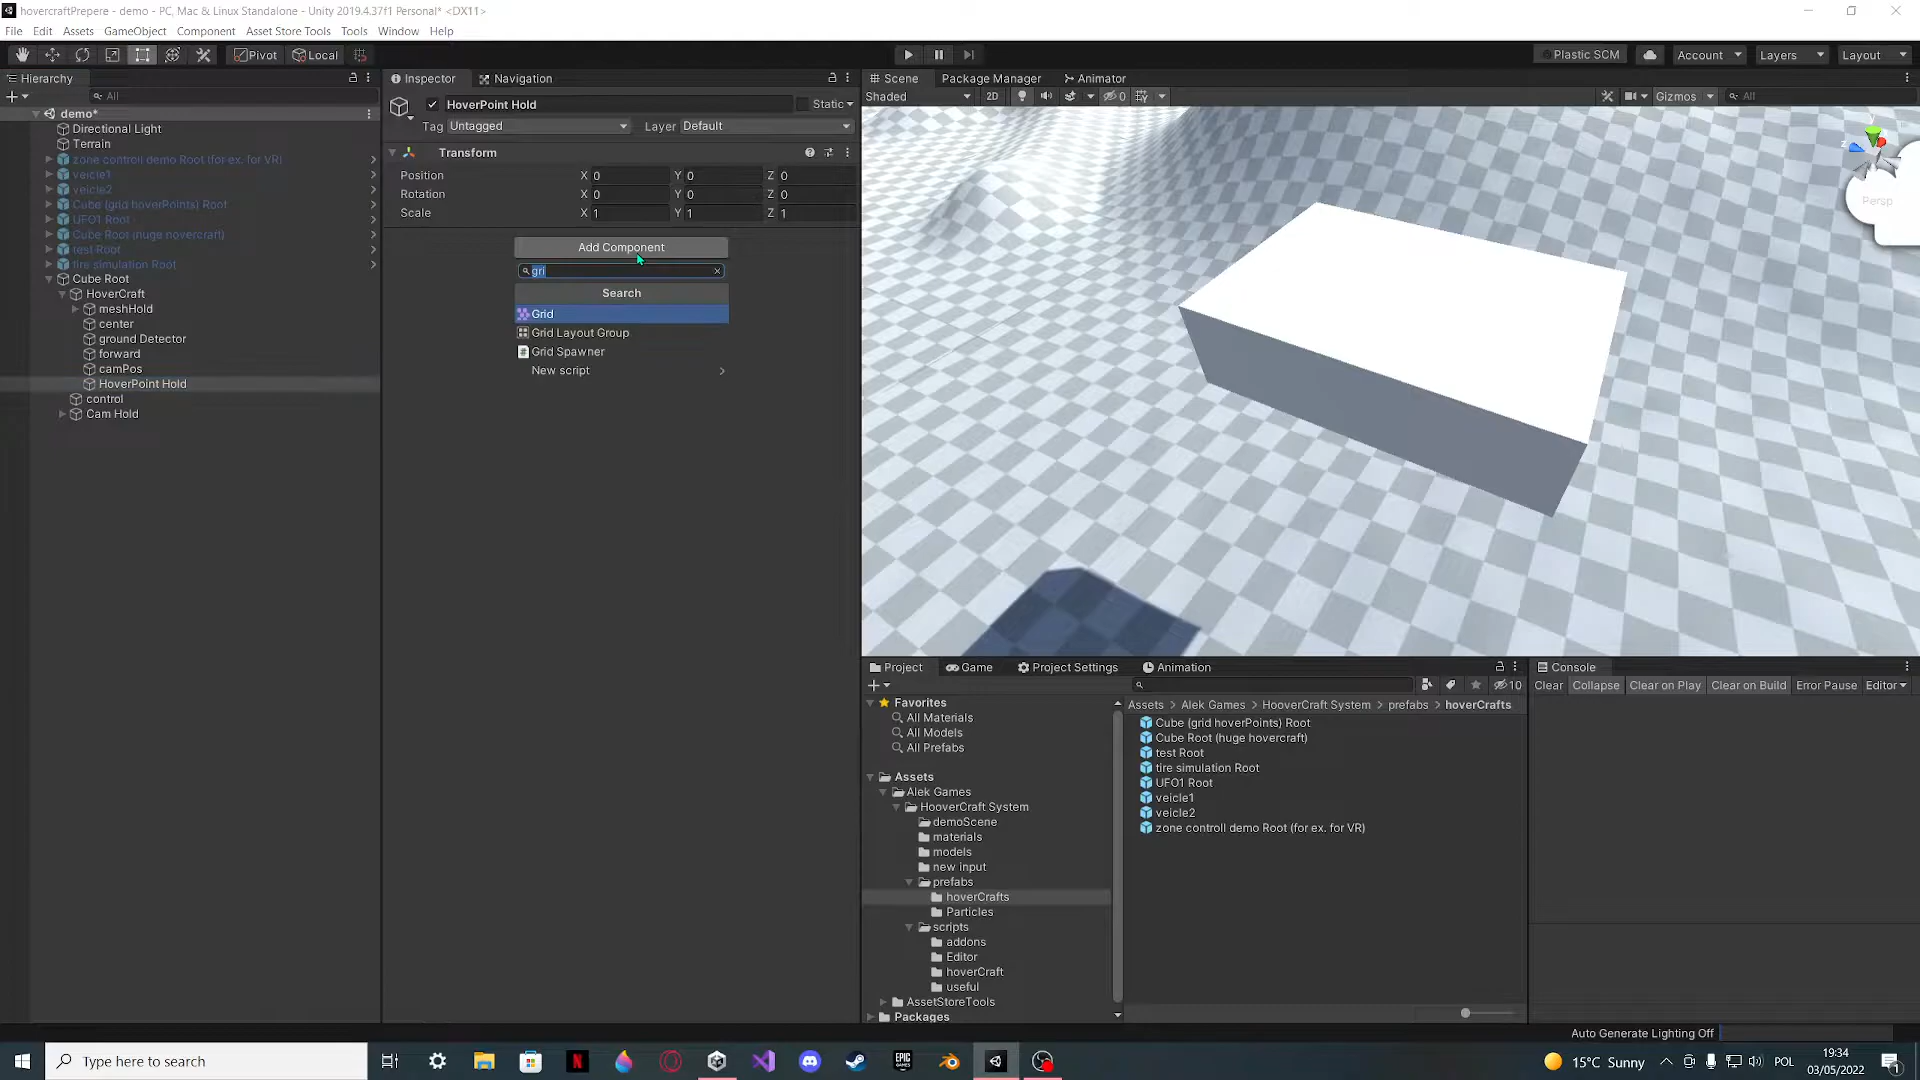 hovercraftPrepere - demo - PC, Mac & Linux Standalone - Unity 2019.4.37f1 Personal* <DX11>
File Edit Assets GameObject Component Asset Store Tools Tools Window Help
Pivot Local Plastic SCM Account Layers Layout
Hierarchy
All
demo*
Directional Light
Terrain
zone controll demo Root (for ex. for VR)
veicle1
veicle2
Cube (grid hoverPoints) Root
UFO1 Root
Cube Root (huge hovercraft)
test Root
tire simulation Root
Cube Root
HoverCraft
meshHold
center
ground Detector
forward
camPos
HoverPoint Hold
control
Cam Hold
Inspector Navigation
HoverPoint Hold Static
Tag Untagged Layer Default
Transform
Position X 0 Y 0 Z 0
Rotation X 0 Y 0 Z 0
Scale X 1 Y 1 Z 1
Add Component
gri
Search
Grid
Grid Layout Group
Grid Spawner
New script
Scene Package Manager Animator
Shaded 2D 0 Gizmos All
z
Persp
Project Game Project Settings Animation
10
Favorites
All Materials
All Models
All Prefabs
Assets
Alek Games
HooverCraft System
demoScene
materials
models
new input
prefabs
hoverCrafts
Particles
scripts
addons
Editor
hoverCraft
useful
AssetStoreTools
Packages
Assets > Alek Games > HooverCraft System > prefabs > hoverCrafts
Cube (grid hoverPoints) Root
Cube Root (huge hovercraft)
test Root
tire simulation Root
UFO1 Root
veicle1
veicle2
zone controll demo Root (for ex. for VR)
Console
Clear Collapse Clear on Play Clear on Build Error Pause Editor
Auto Generate Lighting Off
Type here to search
EPIC GAMES
15°C Sunny POL
19:34
03/05/2022
1